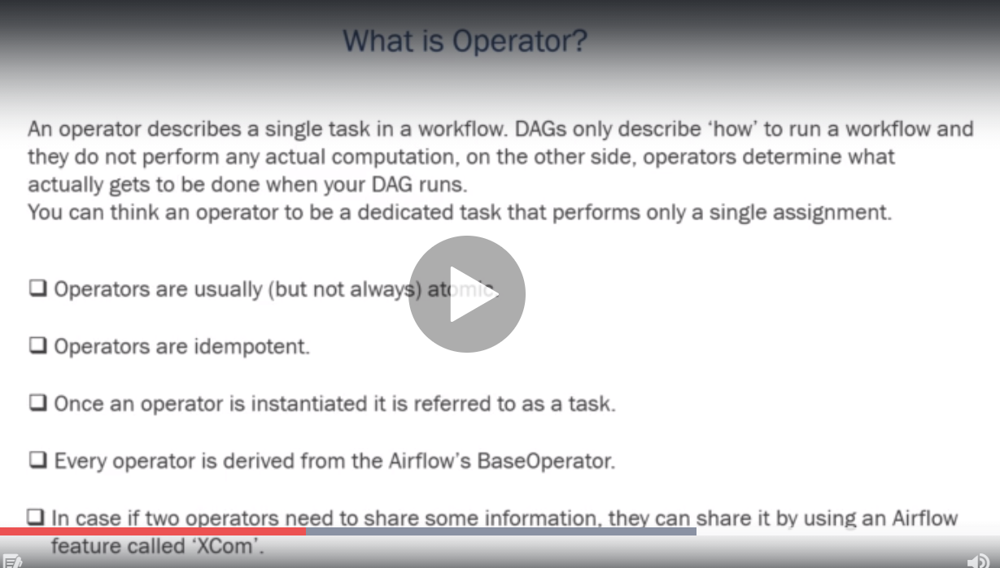 What is Operator?
An operator describes a single task in a workflow. DAGs only describe ‘how’ to run a workflow and
they do not perform any actual computation, on the other side, operators determine what
actually gets to be done when your DAG runs.
You can think an operator to be a dedicated task that performs only a single assignment.
❑ Operators are usually (but not always) atomic.
❑ Operators are idempotent.
❑ Once an operator is instantiated it is referred to as a task.
❑ Every operator is derived from the Airflow’s BaseOperator.
❑ In case if two operators need to share some information, they can share it by using an Airflow
feature called ‘XCom’.